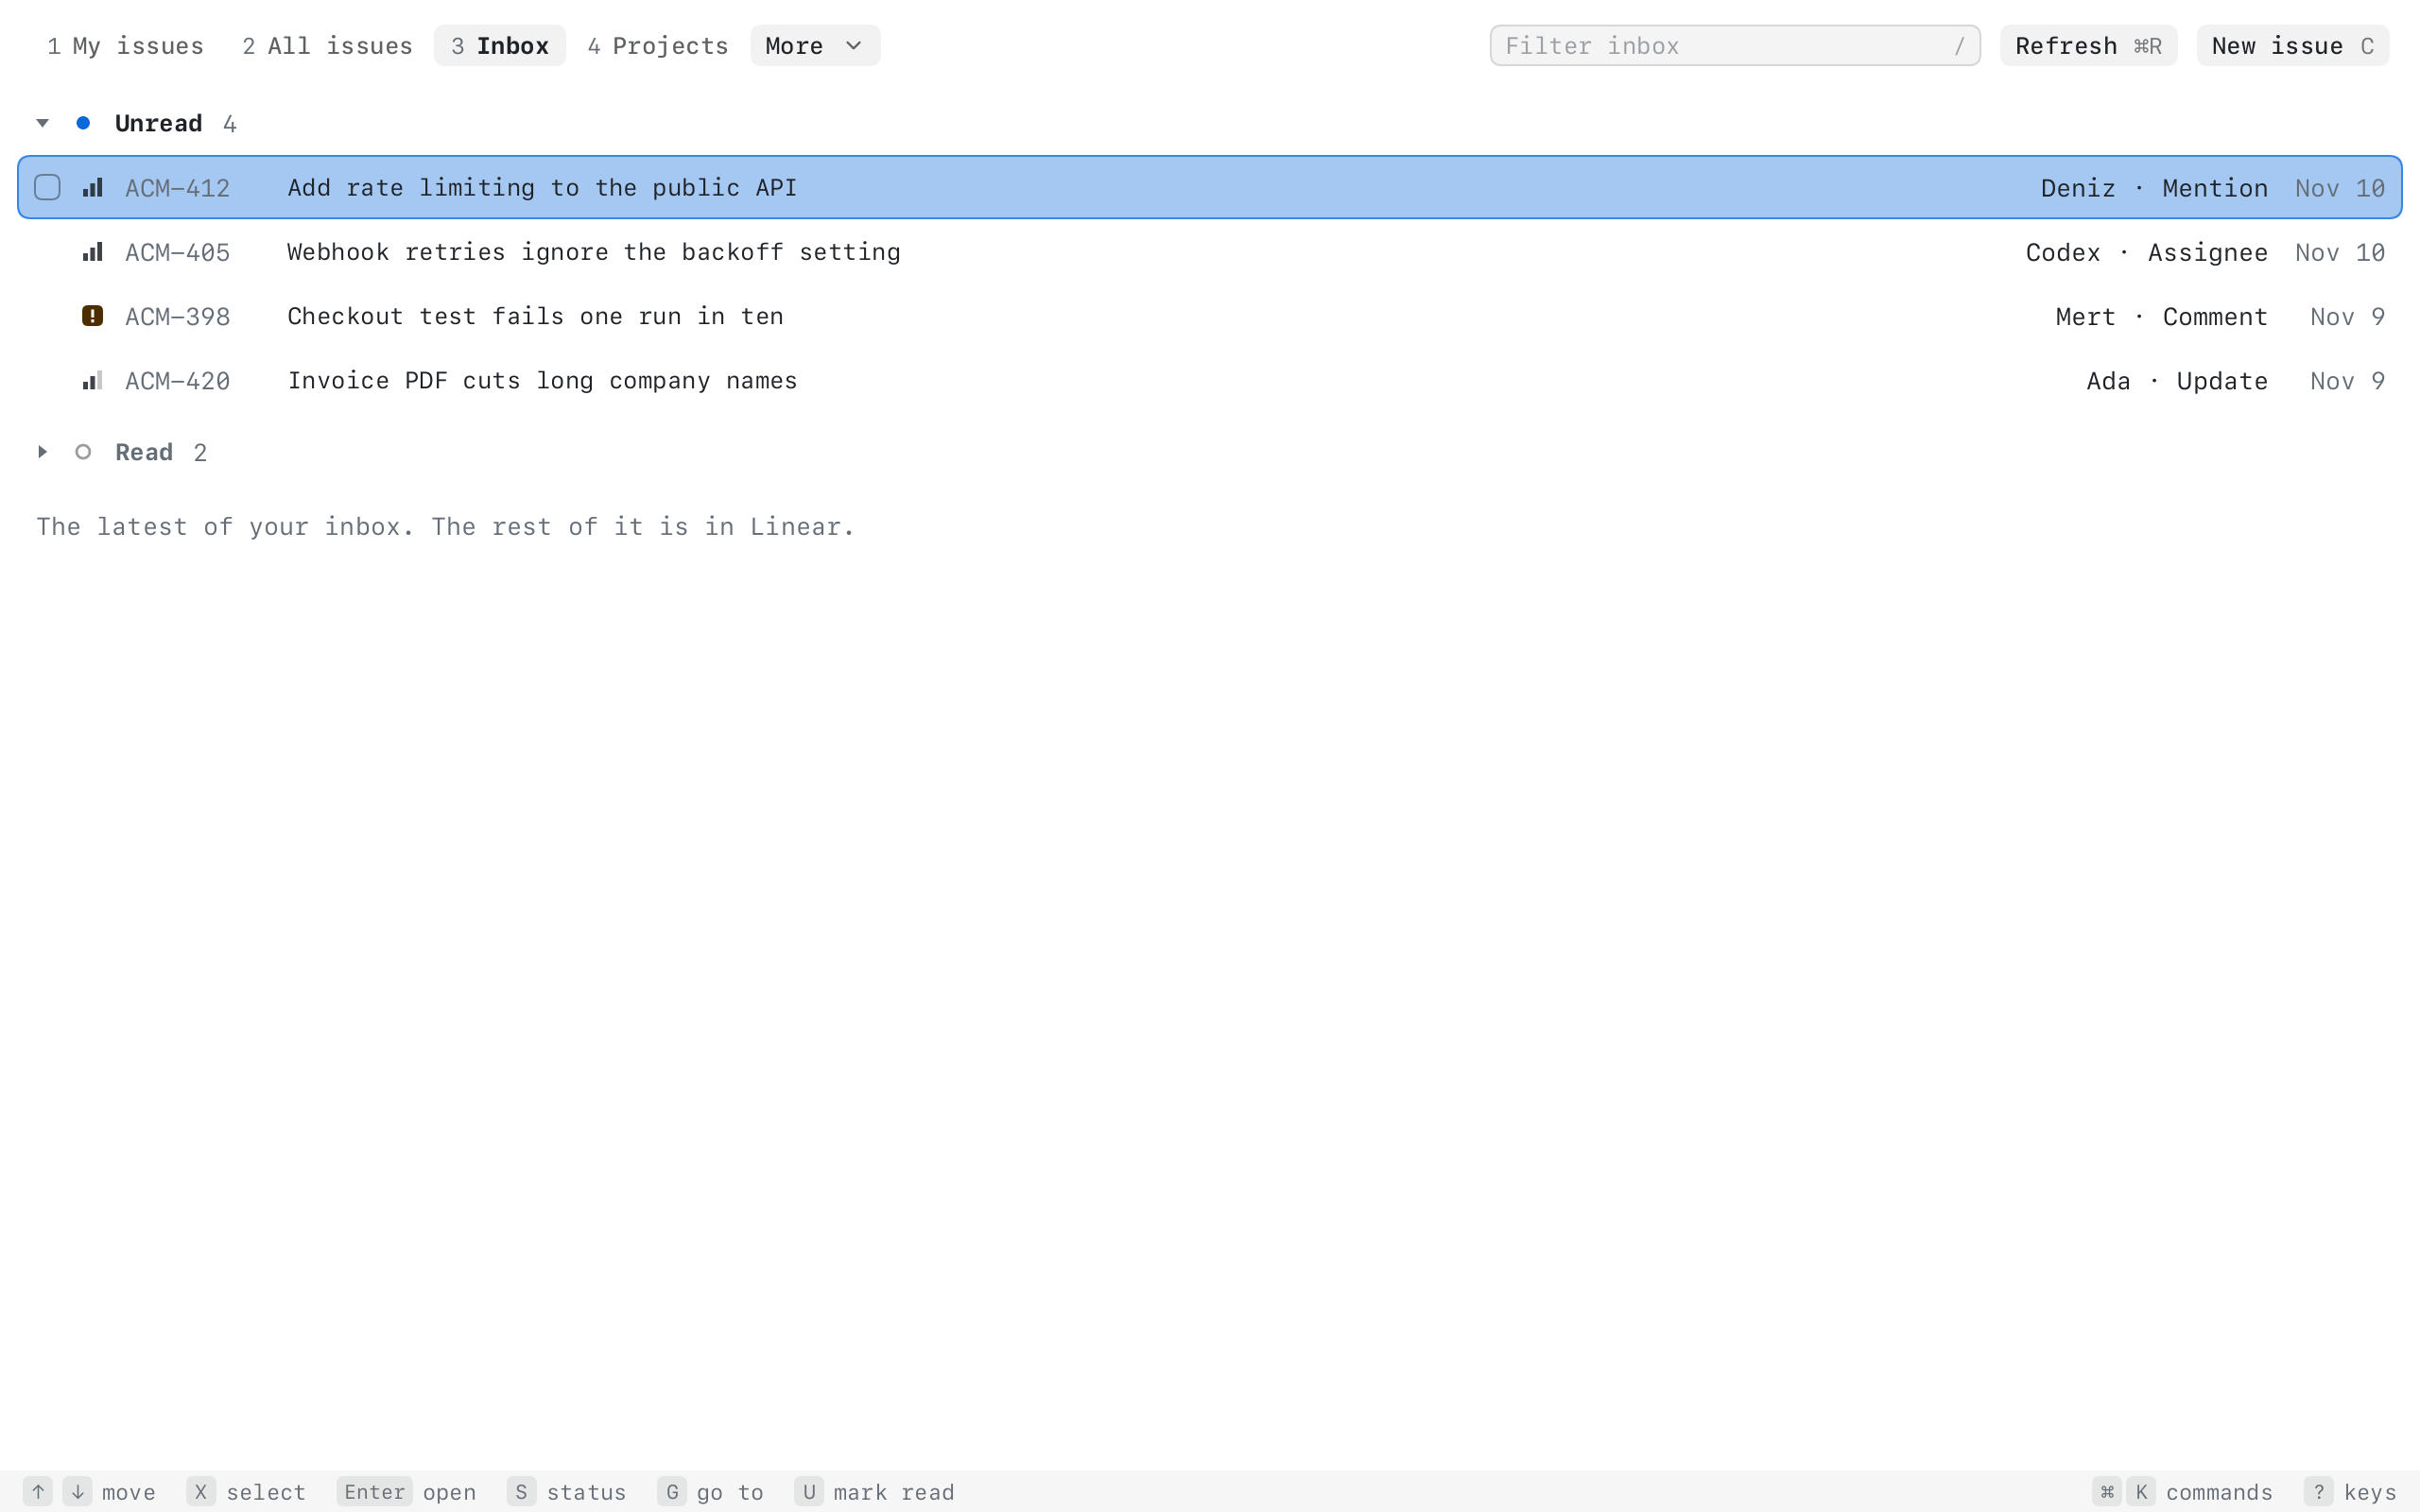 1 My issues 2 All issues 3 Inbox 4 Projects More Filter inbox / Refresh ⌘R New issue C
Unread 4
ACM-412 Add rate limiting to the public API Deniz · Mention Nov 10
ACM-405 Webhook retries ignore the backoff setting Codex · Assignee Nov 10
ACM-398 Checkout test fails one run in ten Mert · Comment Nov 9
ACM-420 Invoice PDF cuts long company names Ada · Update Nov 9
Read 2
The latest of your inbox. The rest of it is in Linear.
↑ ↓ move X select Enter open S status G go to U mark read ⌘ K commands ? keys